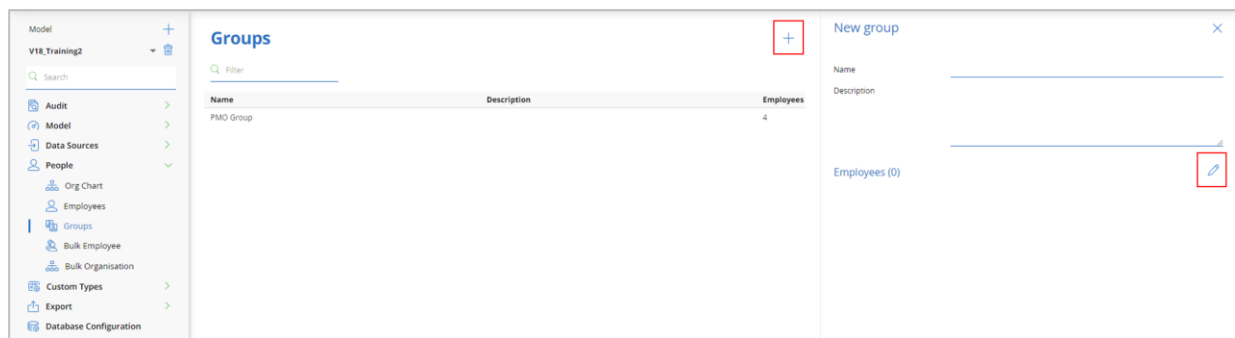 Model
V18_Training2
Search
Audit
Model
Data Sources
People
Org Chart
Employees
Groups
Bulk Employee
Bulk Organisation
Custom Types
Export
Database Configuration
Groups
Filter
Name Description Employees
PMO Group 4
New group
Name
Description
Employees (0)